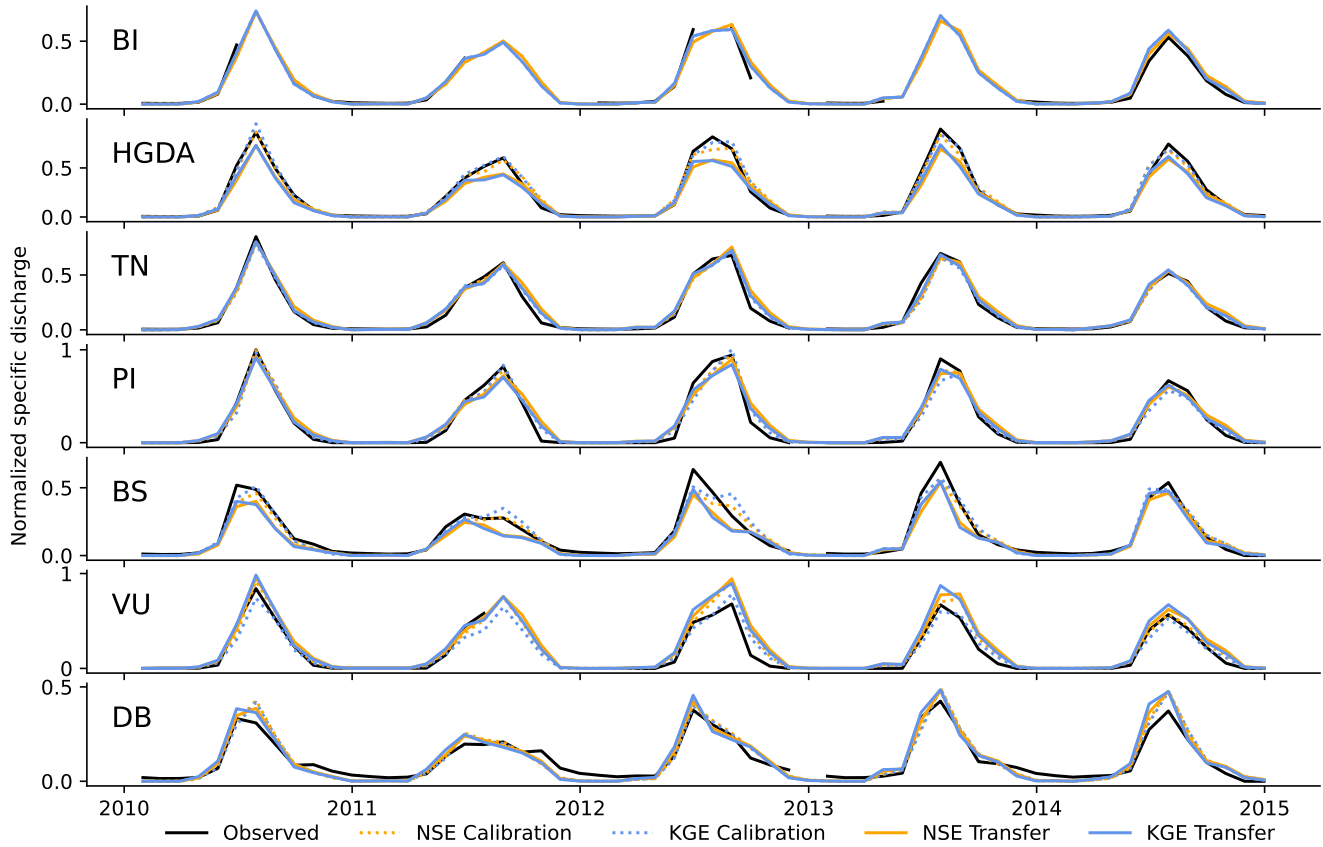 Normalized specific discharge
BI
0.5
0.0
HGDA
0.5
0.0
TN
0.5
0.0
PI
1
0
BS
0.5
0.0
VU
1
0
DB
0.5
0.0
2010 2011 2012 2013 2014 2015
Observed NSE Calibration KGE Calibration NSE Transfer KGE Transfer